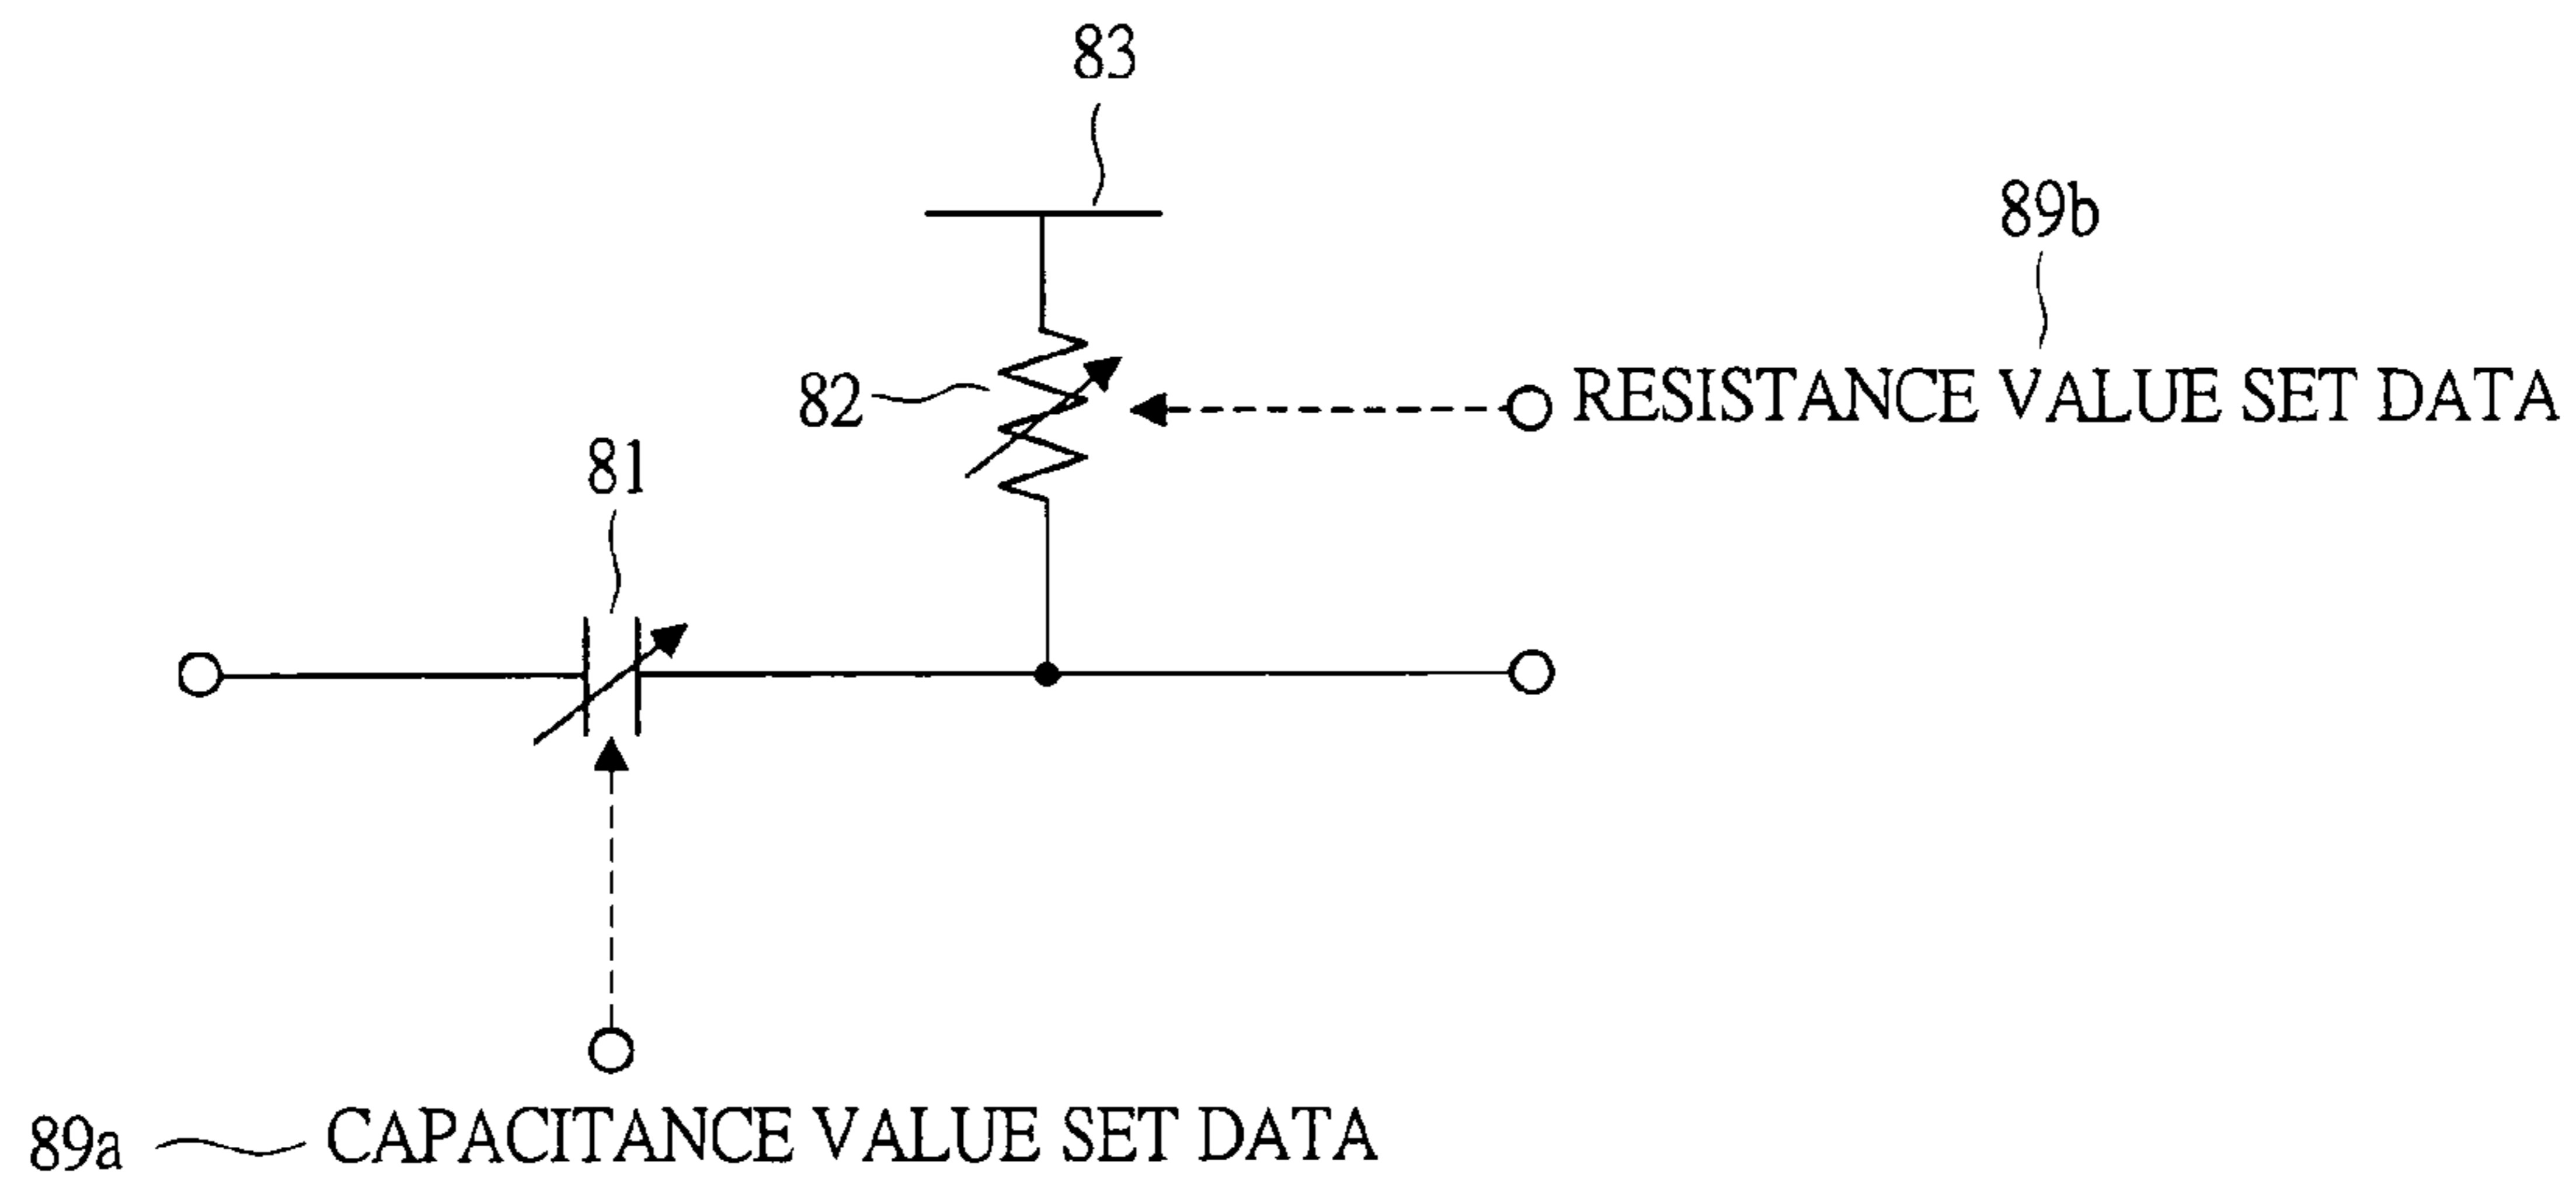 83
89b
RESISTANCE VALUE SET DATA
82
81
89a CAPACITANCE VALUE SET DATA